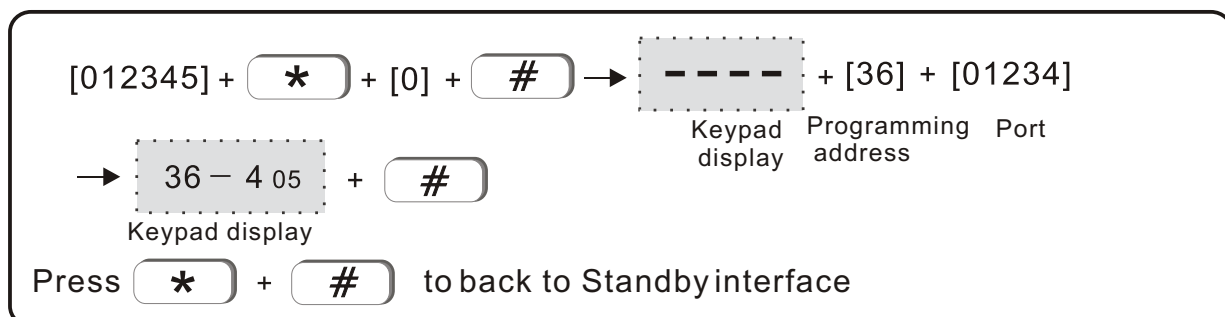 [012345] + * + [0] + # → ---- + [36] + [01234]
Keypad display Programming address Port
→ 36 - 4 05 + #
Keypad display
Press * + # to back to Standby interface